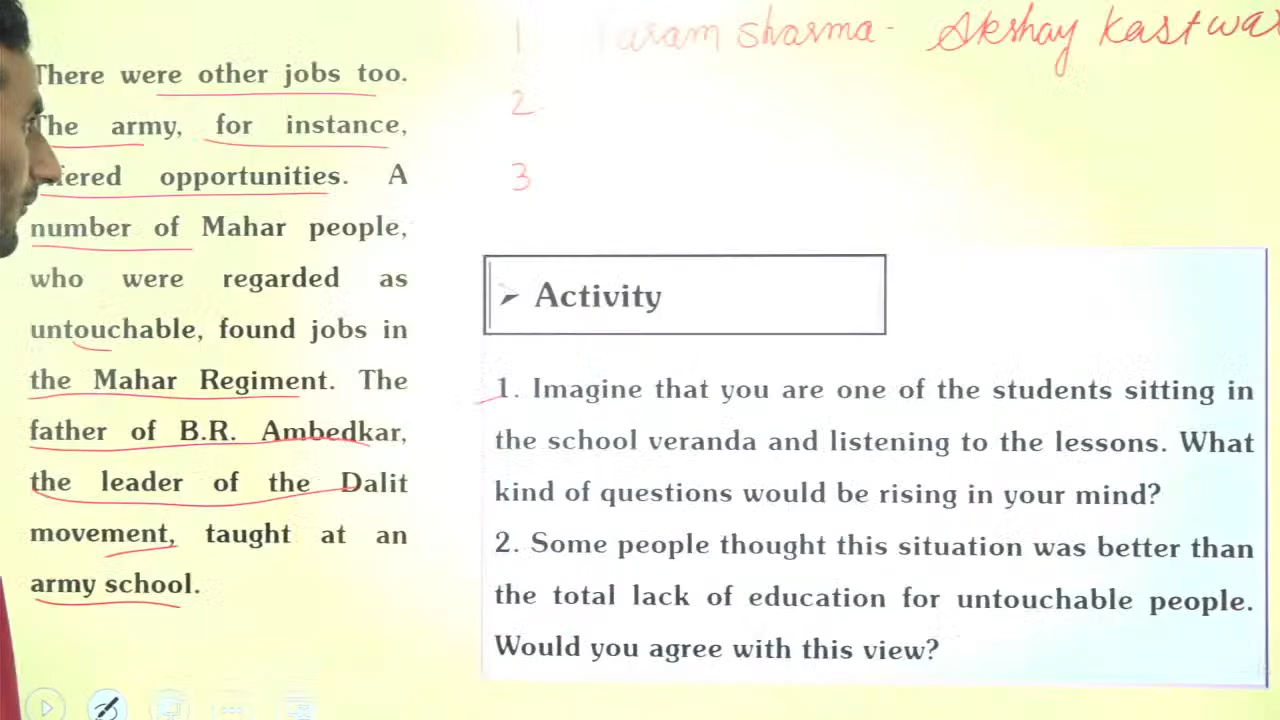 1 Param Sharma - Akshay Kastwar
2
3
There were other jobs too.
The army, for instance,
opportunities. A
number of Mahar people,
who were regarded as
untouchable, found jobs in
the Mahar Regiment. The
father of B.R. Ambedkar,
the leader of the Dalit
movement, taught at an
army school.
➢ Activity
1. Imagine that you are one of the students sitting in
the school veranda and listening to the lessons. What
kind of questions would be rising in your mind?
2. Some people thought this situation was better than
the total lack of education for untouchable people.
Would you agree with this view?